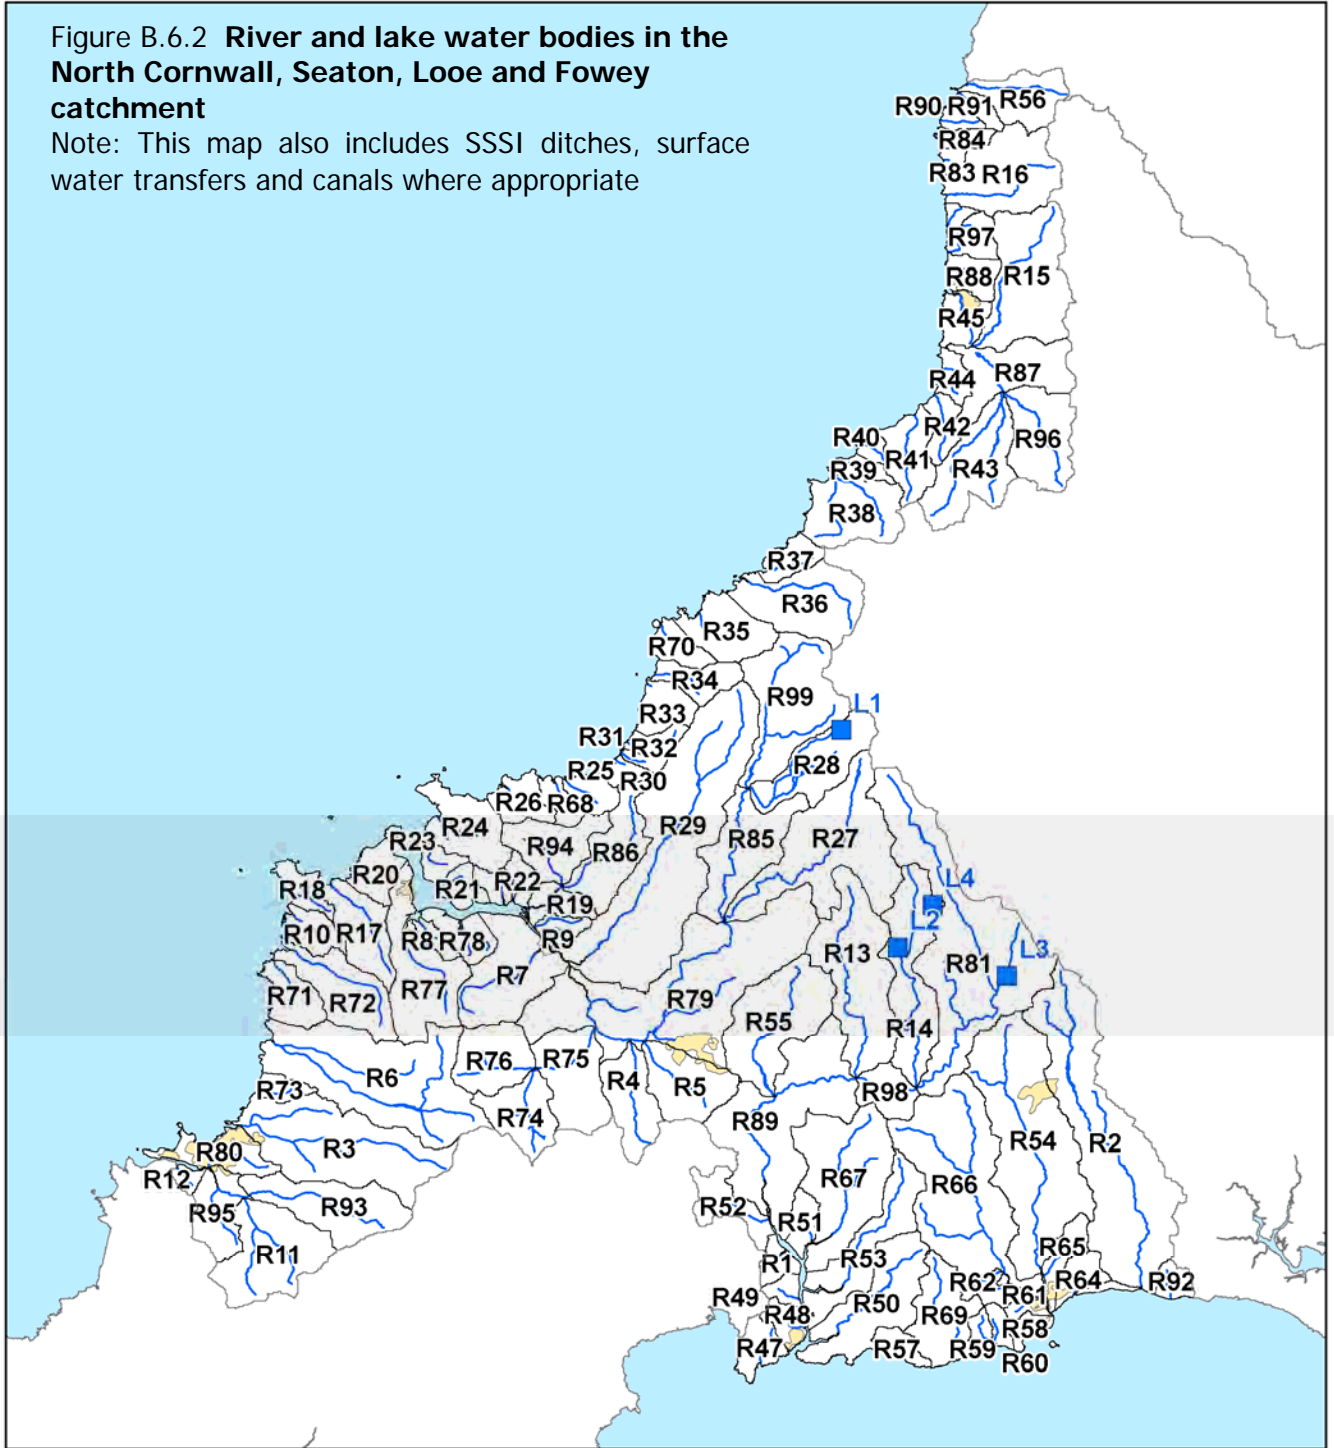 Figure B.6.2 River and lake water bodies in the
North Cornwall, Seaton, Looe and Fowey
catchment
Note: This map also includes SSSI ditches, surface
water transfers and canals where appropriate
R90 R91 R56
R84
R83 R16
R97
R88 R15
R45
R44 R87
R42
R40 R96
R41
R39 R43
R38
R37
R36
R35
R70
R34
R99
L1
R33
R31 R32
R28
R25 R30
R26 R68
R24 R29
R23 R94 R86 R85 R27
R20 R22 L4
R18 R21
R19
L2
R10 R17 R8 R78 R9
R13 L3
R81
R7
R71 R72 R77 R79
R55 R14
R76 R75
R6 R4 R5
R73 R98
R74 R89
R3 R54 R2
R80
R12 R67 R66
R95 R93 R52
R51
R11 R1 R53 R65
R62 R64 R92
R49 R61
R48 R50 R69
R58
R47 R57 R59
R60